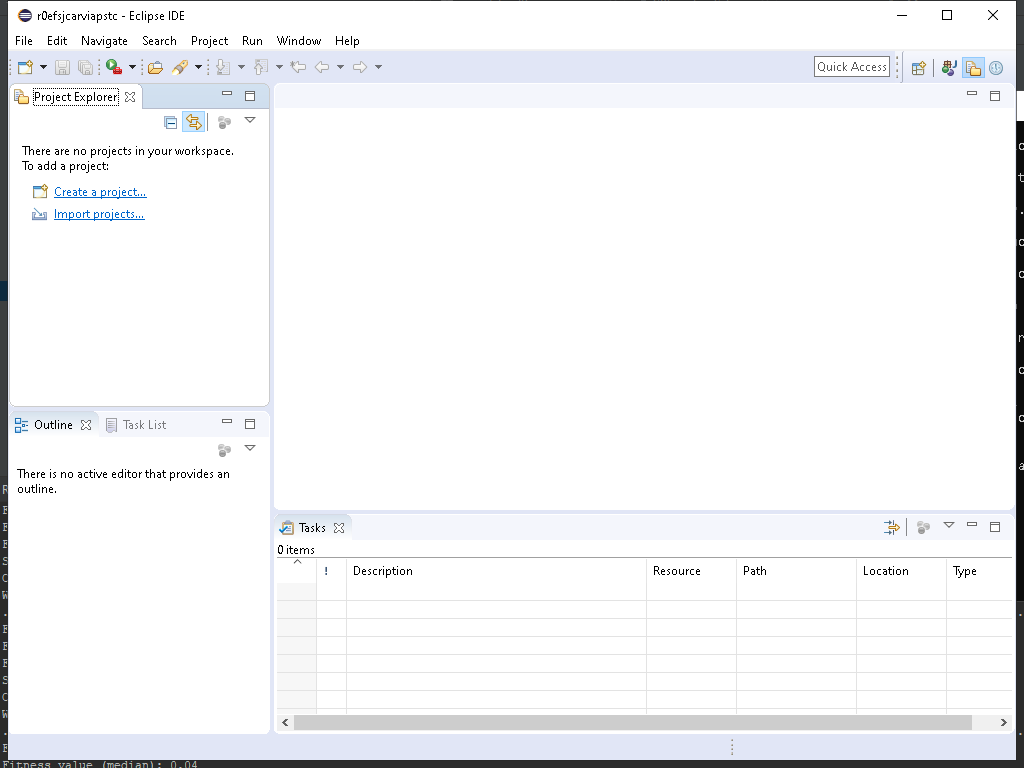 r0efsjcarviapstc - Eclipse IDE
File Edit Navigate Search Project Run Window Help
Quick Access
Project Explorer
There are no projects in your workspace.
To add a project:
Create a project...
Import projects...
Outline Task List
There is no active editor that provides an
outline.
Tasks
0 items
! Description Resource Path Location Type
Fitness value (median): 0.04